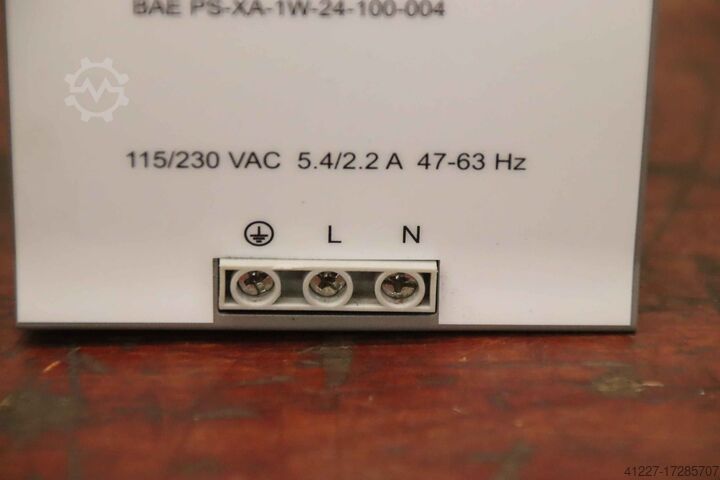 BAE PS-XA-1W-24-100-004
115/230 VAC 5.4/2.2 A 47-63 Hz
L N
41227-17285707